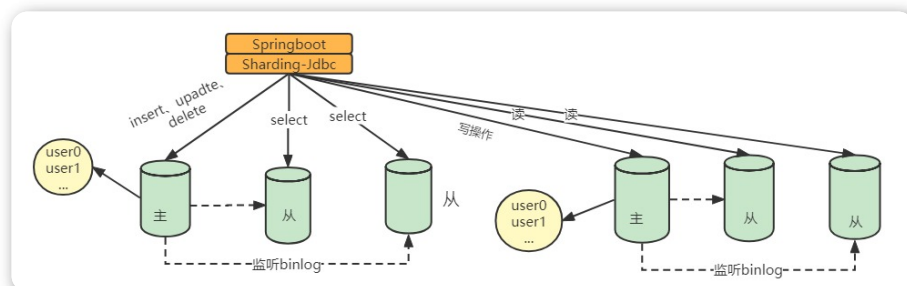 Springboot
Sharding-Jdbc
insert、upadte、
delete
select
select
写操作
读
读
user0
user1
...
主
从
从
监听binlog
user0
user1
...
主
从
从
监听binlog